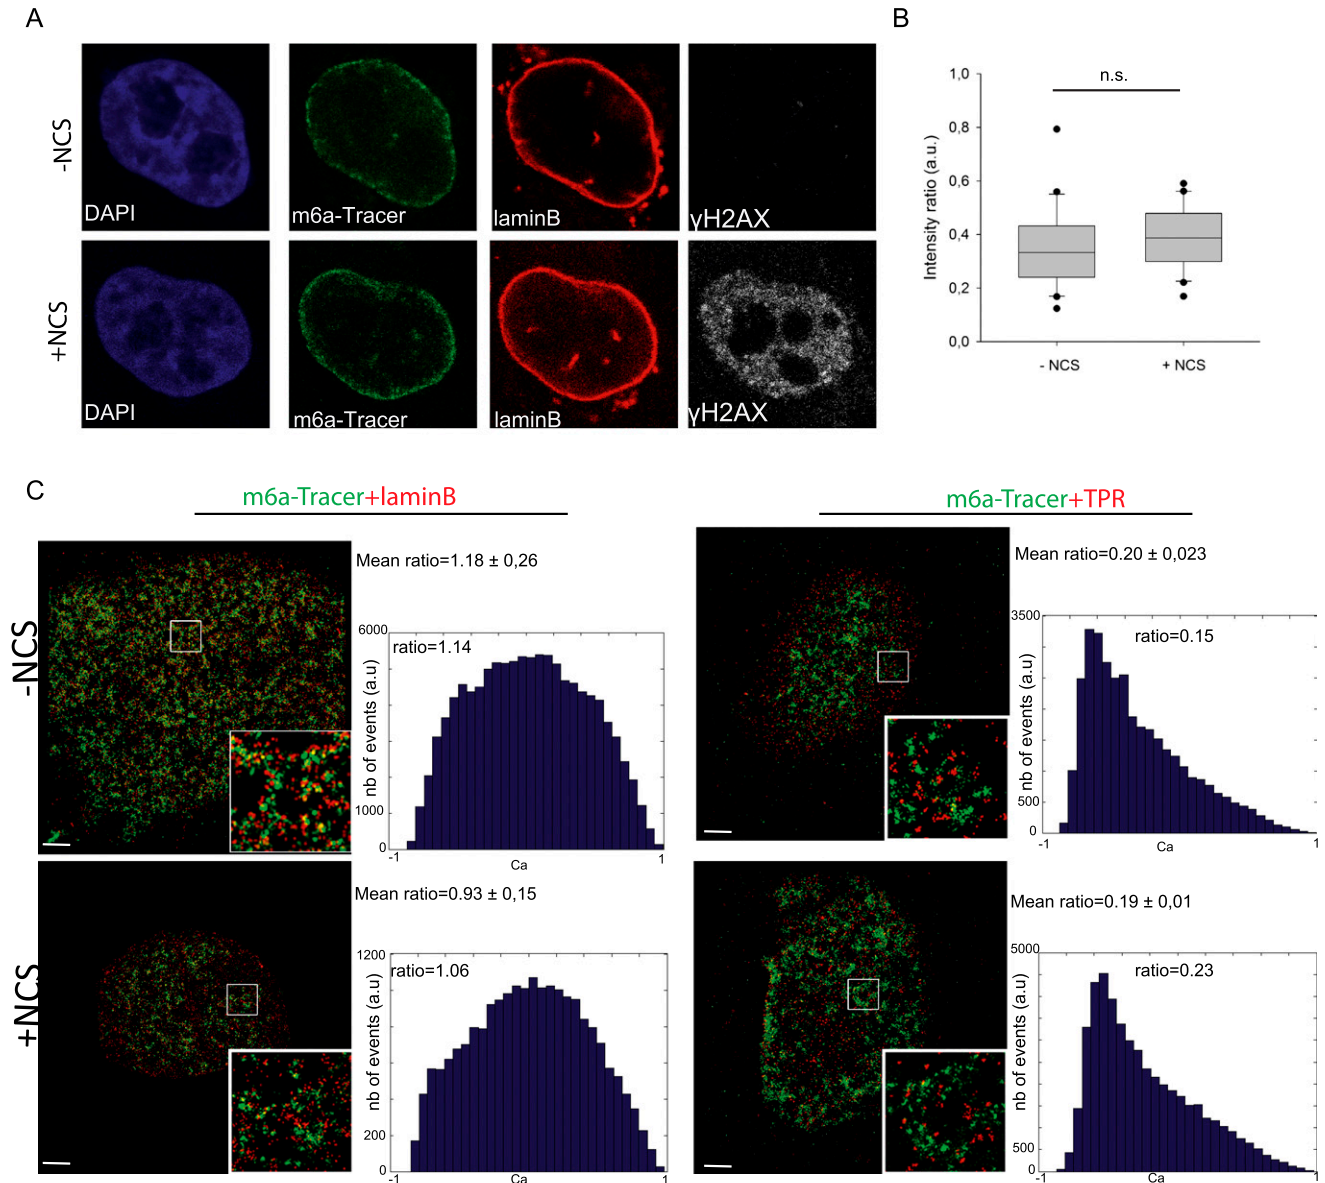 A
B
-NCS
DAPI
m6a-Tracer
laminB
γH2AX
+NCS
DAPI
m6a-Tracer
laminB
γH2AX
n.s.
Intensity ratio (a.u.)
1,0
0,8
0,6
0,4
0,2
0,0
- NCS
+ NCS
C
m6a-Tracer+laminB
m6a-Tracer+TPR
-NCS
Mean ratio=1.18 ± 0,26
ratio=1.14
nb of events (a.u)
6000
1000
0
-1
Ca
1
Mean ratio=0.20 ± 0,023
ratio=0.15
nb of events (a.u)
3500
500
0
-1
Ca
1
+NCS
Mean ratio=0.93 ± 0,15
ratio=1.06
nb of events (a.u)
1200
200
0
-1
Ca
1
Mean ratio=0.19 ± 0,01
ratio=0.23
nb of events (a.u)
5000
500
0
-1
Ca
1